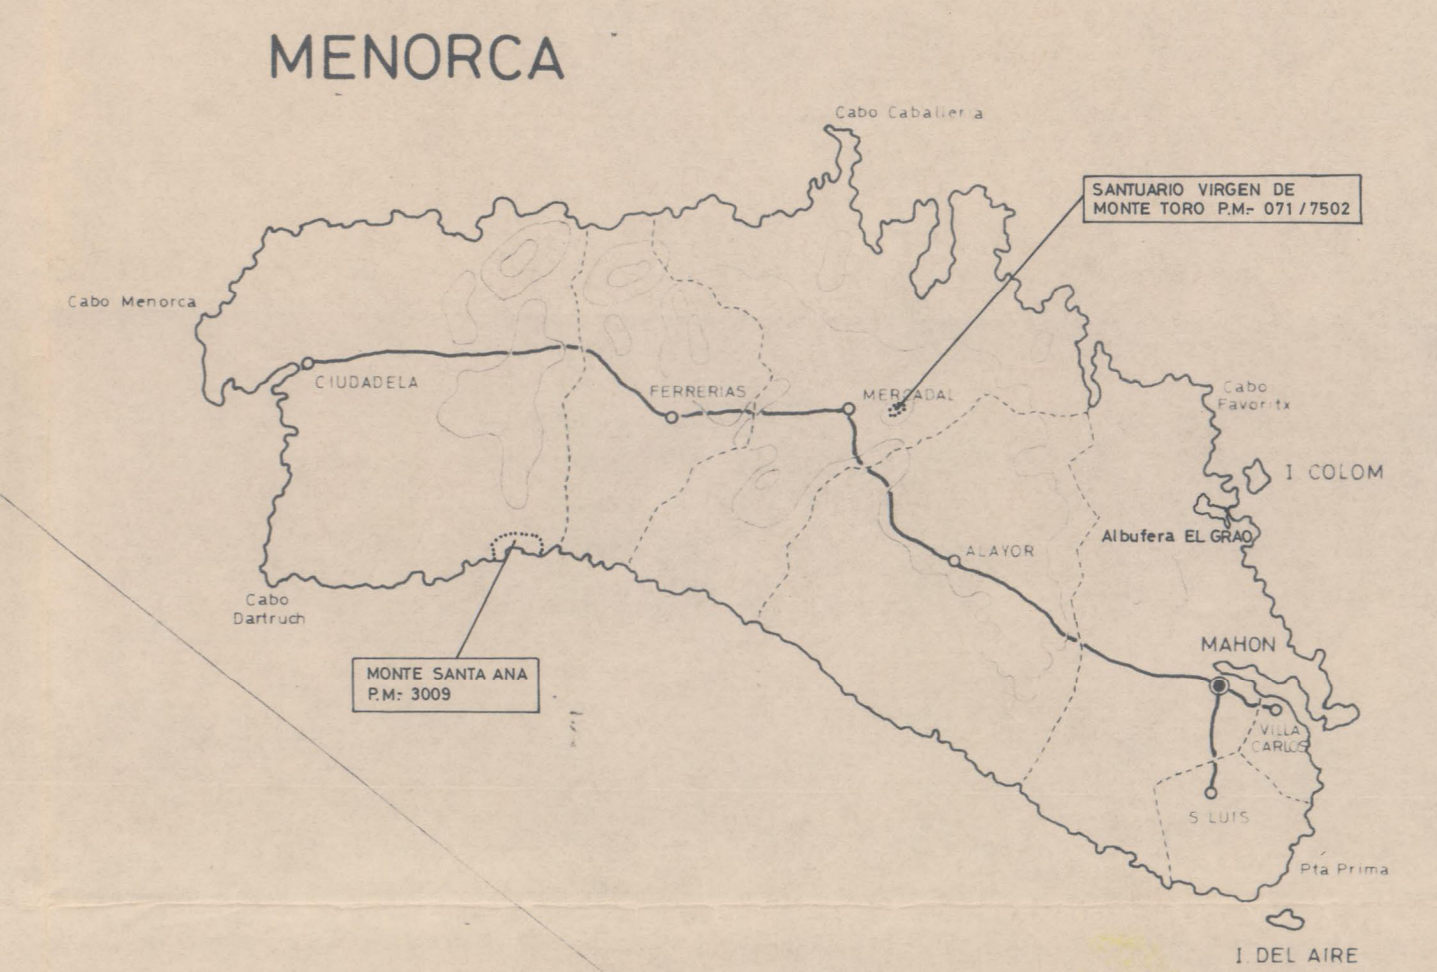 MENORCA
Cabo Caballeria
SANTUARIO VIRGEN DE
MONTE TORO P.M.- 071/7502
Cabo Menorca
CIUDADELA
FERRERIAS
MERCADAL
Cabo
Favoritx
I COLOM
Albufera EL GRAO
ALAYOR
Cabo
Dartruch
MAHON
MONTE SANTA ANA
P.M.- 3009
VILLA
CARLOS
S LUIS
Pta Prima
I. DEL AIRE